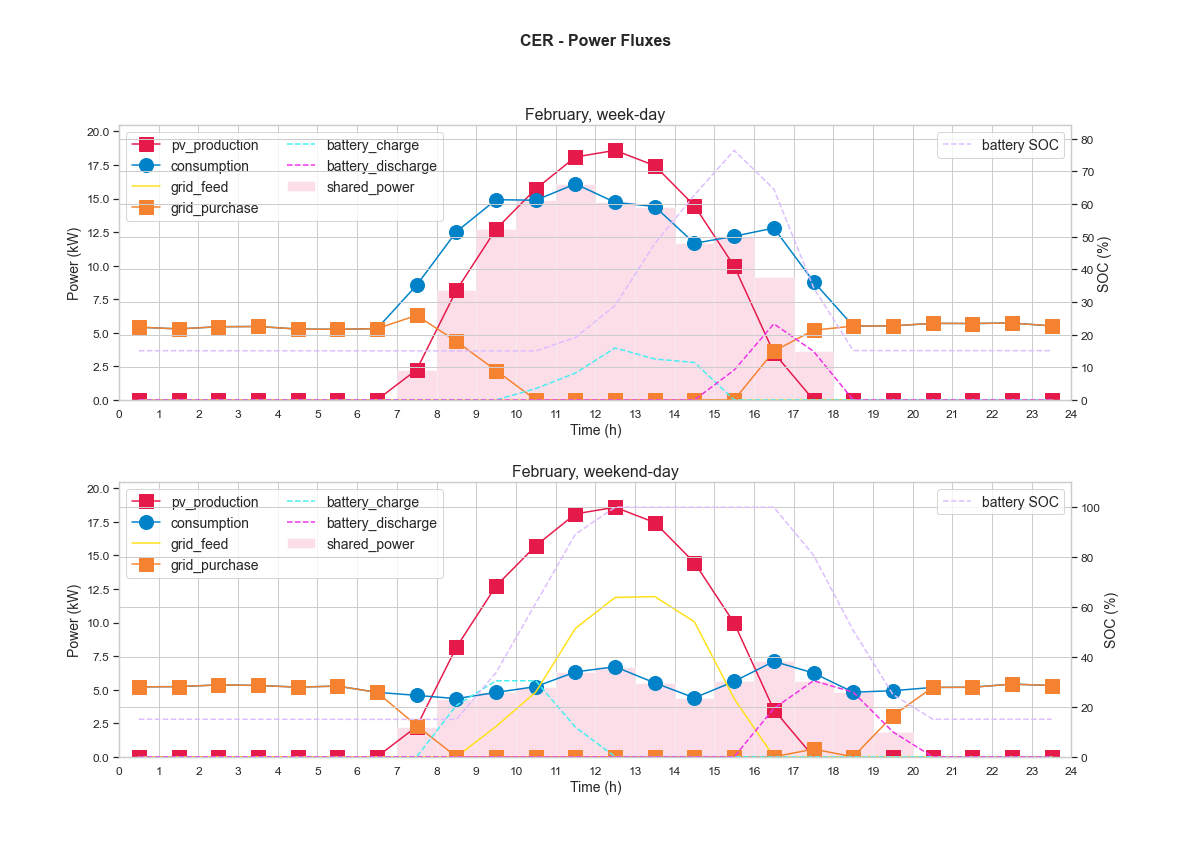 CER - Power Fluxes
February, week-day
pv_production
consumption
grid_feed
grid_purchase
battery_charge
battery_discharge
shared_power
battery SOC
Power (kW)
20.0
17.5
15.0
12.5
10.0
7.5
5.0
2.5
0.0
SOC (%)
80
70
60
50
40
30
20
10
0
0 1 2 3 4 5 6 7 8 9 10 11 12 13 14 15 16 17 18 19 20 21 22 23 24
Time (h)
February, weekend-day
pv_production
consumption
grid_feed
grid_purchase
battery_charge
battery_discharge
shared_power
battery SOC
Power (kW)
20.0
17.5
15.0
12.5
10.0
7.5
5.0
2.5
0.0
SOC (%)
100
80
60
40
20
0
0 1 2 3 4 5 6 7 8 9 10 11 12 13 14 15 16 17 18 19 20 21 22 23 24
Time (h)